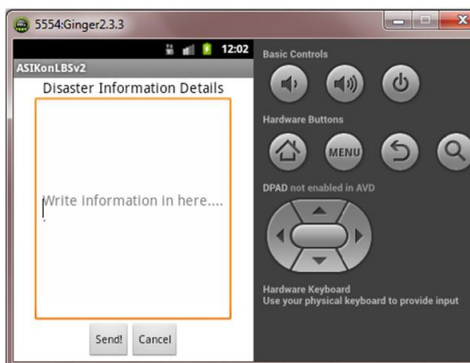 5554:Ginger2.3.3
12:02
ASIKonLBSv2
Disaster Information Details
Write information in here....
.
Send! Cancel
Basic Controls
Hardware Buttons
MENU
DPAD not enabled in AVD
Hardware Keyboard
Use your physical keyboard to provide input